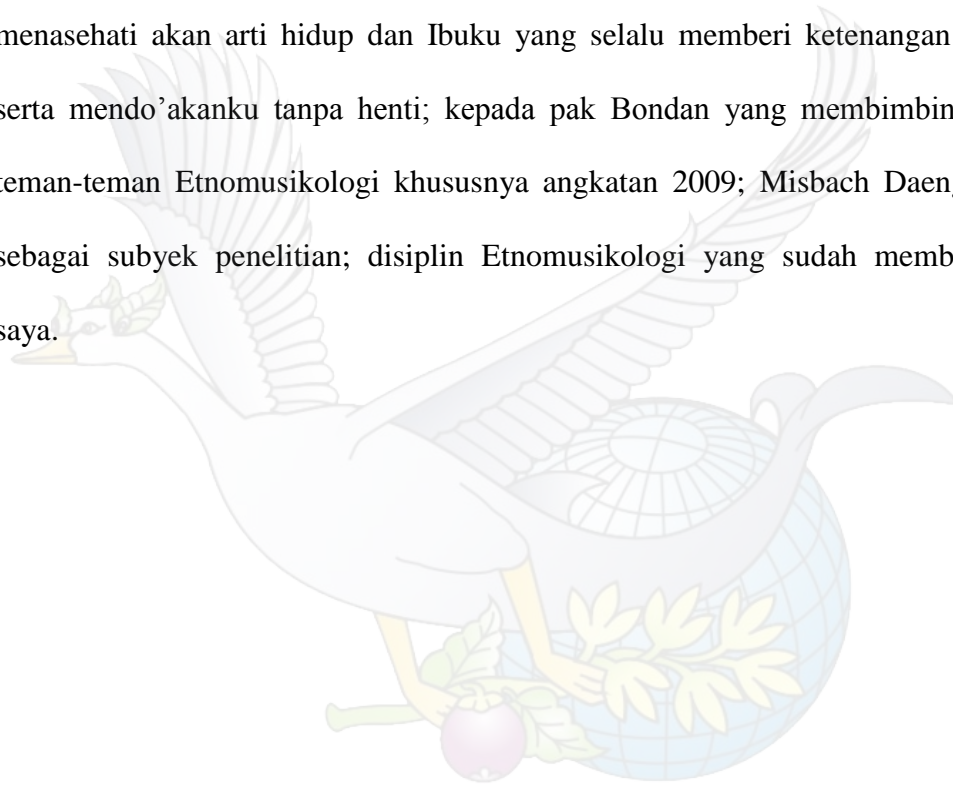 menasehati akan arti hidup dan Ibuku yang selalu memberi ketenangan
serta mendo’akanku tanpa henti; kepada pak Bondan yang membimbin
teman-teman Etnomusikologi khususnya angkatan 2009; Misbach Daeng
sebagai subyek penelitian; disiplin Etnomusikologi yang sudah memb
saya.